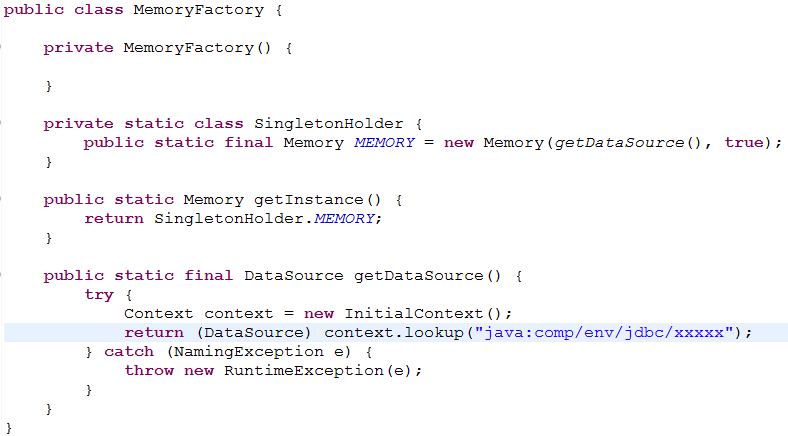 public class MemoryFactory {
private MemoryFactory() {
}
private static class SingletonHolder {
public static final Memory MEMORY = new Memory(getDataSource(), true);
}
public static Memory getInstance() {
return SingletonHolder.MEMORY;
}
public static final DataSource getDataSource() {
try {
Context context = new InitialContext();
return (DataSource) context.lookup("java:comp/env/jdbc/xxxxx");
} catch (NamingException e) {
throw new RuntimeException(e);
}
}
}